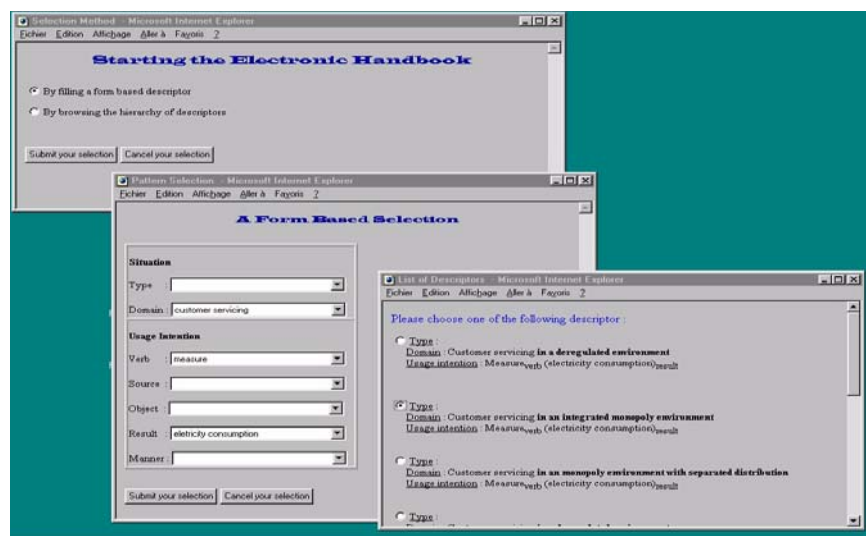 Selection Method - Microsoft Internet Explorer
Fichier Edition Affichage Aller à Favoris ?
Starting the Electronic Handbook
By filling a form based descriptor
By browsing the hierarchy of descriptors
Submit your selection Cancel your selection
Pattern Selection - Microsoft Internet Explorer
Fichier Edition Affichage Aller à Favoris ?
A Form Based Selection
Situation
Type :
Domain : customer servicing
Usage Intention
Verb : measure
Source :
Object :
Result : eletricity consumption
Manner :
Submit your selection Cancel your selection
List of Descriptors - Microsoft Internet Explorer
Fichier Edition Affichage Aller à Favoris ?
Please choose one of the following descriptor :
Type :
Domain : Customer servicing in a deregulated environment
Usage intention : Measure verb (electricity consumption) result
Type :
Domain : Customer servicing in an integrated monopoly environment
Usage intention : Measure verb (electricity consumption) result
Type :
Domain : Customer servicing in an monopoly environment with separated distribution
Usage intention : Measure verb (electricity consumption) result
Type :